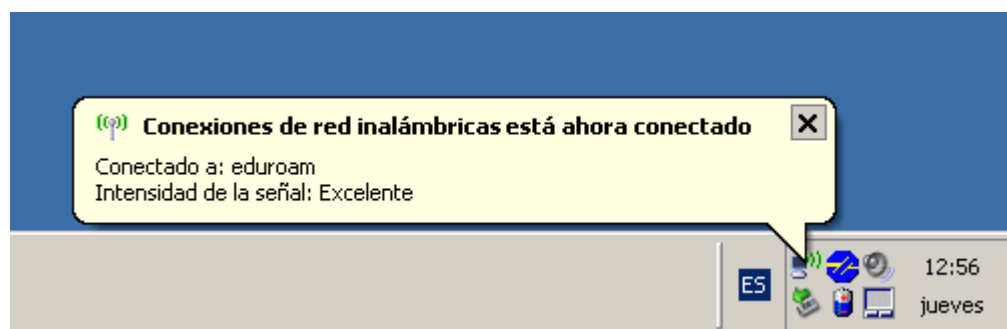 Conexiones de red inalámbricas está ahora conectado
Conectado a: eduroam
Intensidad de la señal: Excelente
ES
12:56
jueves